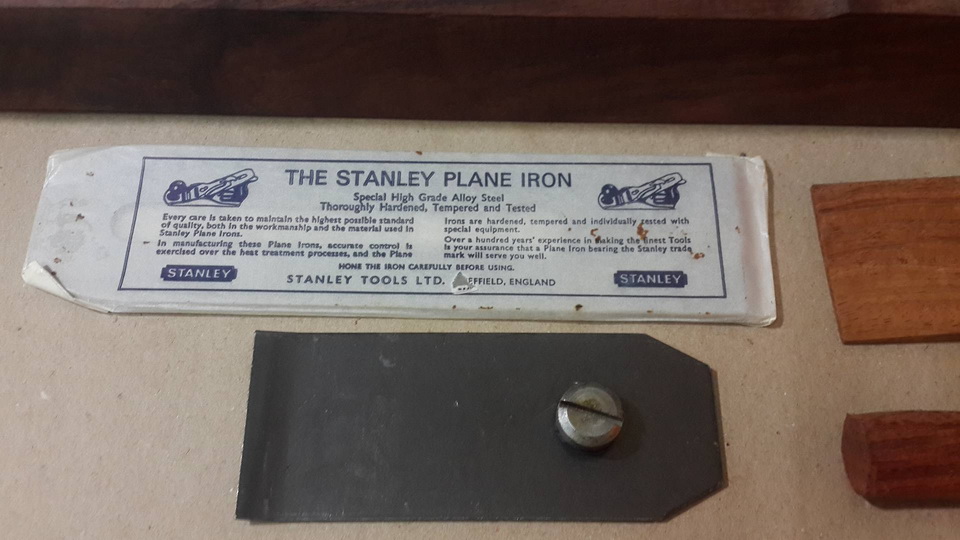 THE STANLEY PLANE IRON
Special High Grade Alloy Steel
Thoroughly Hardened, Tempered and Tested
Every care is taken to maintain the highest possible standard
of quality, both in the workmanship and the material used in
Stanley Plane Irons.
In manufacturing these Plane Irons, accurate control is
exercised over the heat treatment processes, and the Plane
Irons are hardened, tempered and individually tested with
special equipment.
Over a hundred years' experience in making the finest Tools
is your assurance that a Plane Iron bearing the Stanley trade
mark will serve you well.
HONE THE IRON CAREFULLY BEFORE USING.
STANLEY
STANLEY TOOLS LTD. SHEFFIELD, ENGLAND
STANLEY